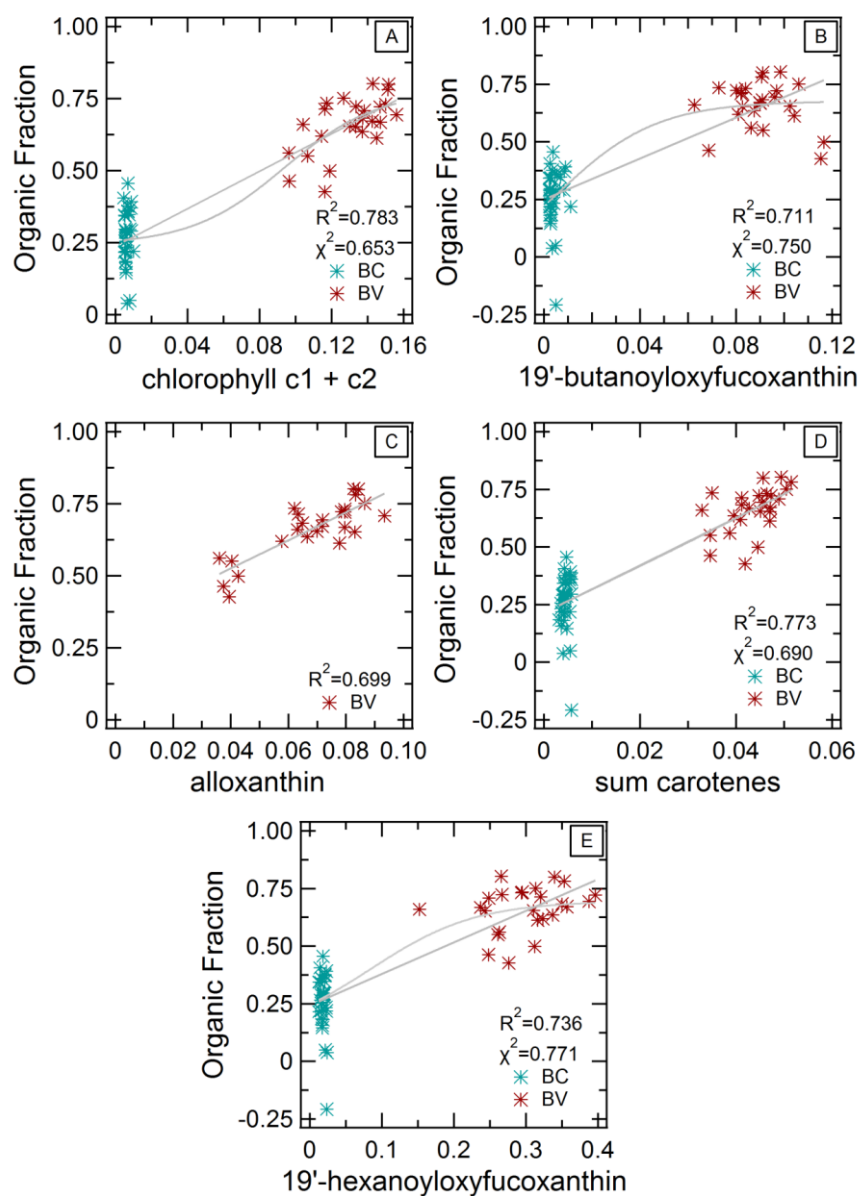 A
1.00
0.75
0.50
0.25
0
Organic Fraction
R²=0.783
χ²=0.653
BC
BV
0 0.04 0.08 0.12 0.16
chlorophyll c1 + c2
B
1.00
0.75
0.50
0.25
0
-0.25
Organic Fraction
R²=0.711
χ²=0.750
BC
BV
0 0.04 0.08 0.12
19'-butanoyloxyfucoxanthin
C
1.00
0.75
0.50
0.25
0
Organic Fraction
R²=0.699
BV
0 0.02 0.04 0.06 0.08 0.10
alloxanthin
D
1.00
0.75
0.50
0.25
0
-0.25
Organic Fraction
R²=0.773
χ²=0.690
BC
BV
0 0.02 0.04 0.06
sum carotenes
E
1.00
0.75
0.50
0.25
0
-0.25
Organic Fraction
R²=0.736
χ²=0.771
BC
BV
0 0.1 0.2 0.3 0.4
19'-hexanoyloxyfucoxanthin